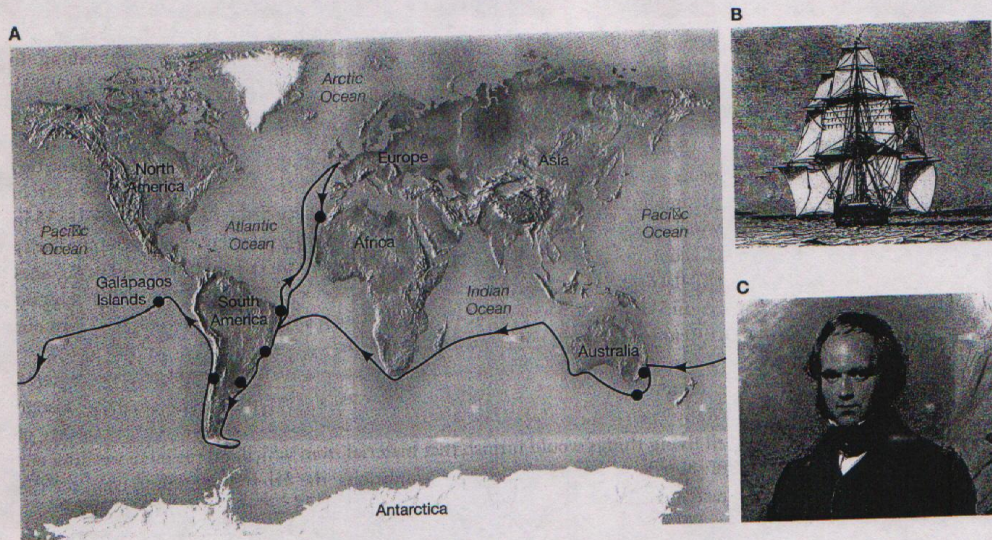 A
B
Arctic
Ocean
Europe
Asia
North
America
Atlantic
Ocean
Africa
Pacific
Ocean
Pacific
Ocean
Galápagos
Islands
South
America
Indian
Ocean
Australia
C
Antarctica